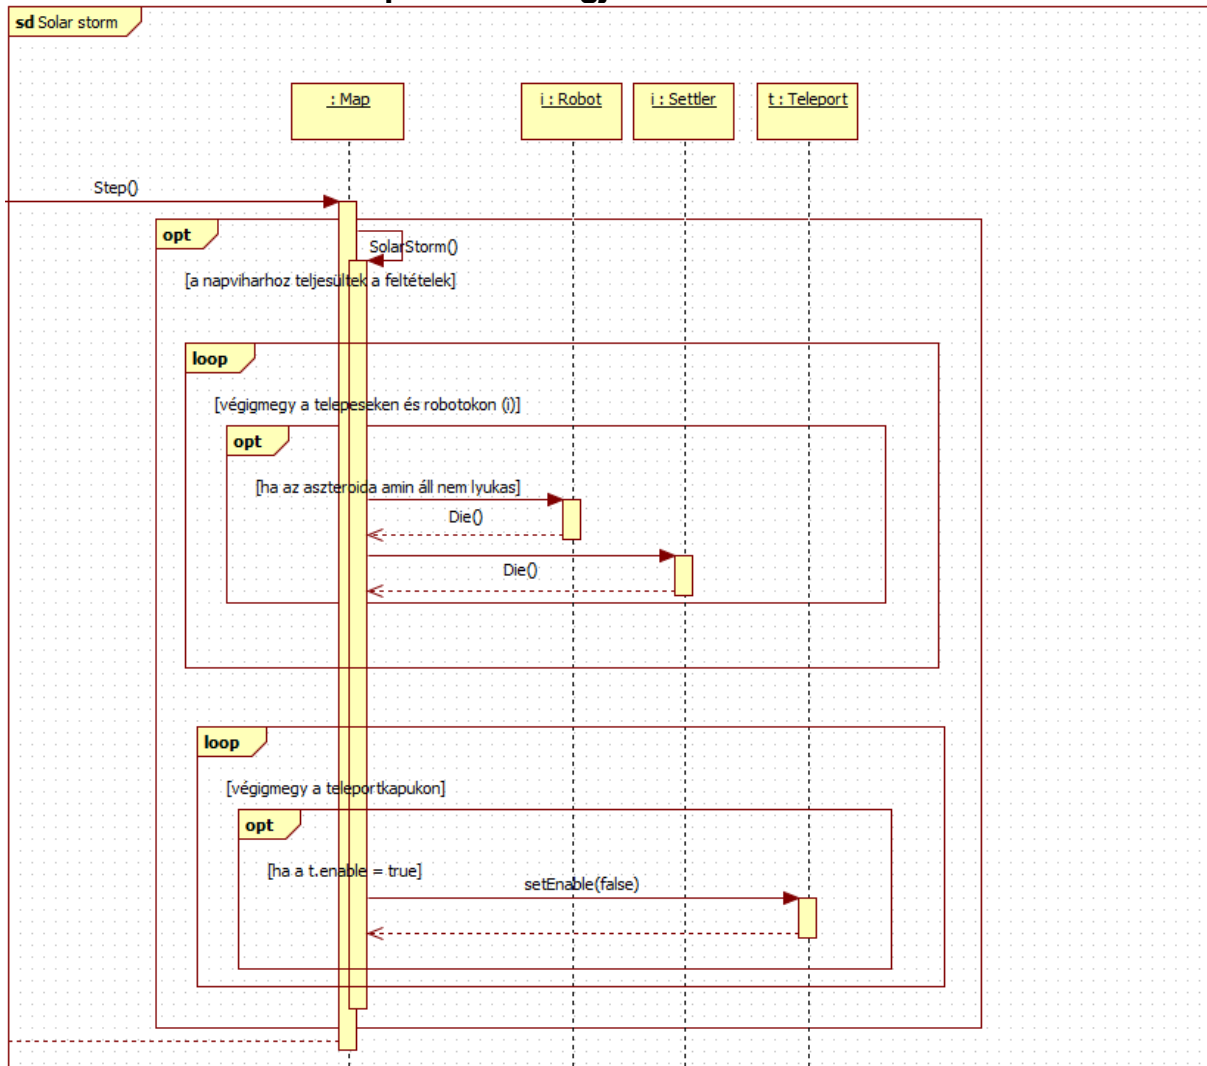 sd Solar storm
: Map
i : Robot
i : Settler
t : Teleport
Step()
opt
SolarStorm()
[a napviharhoz teljesültek a feltételek]
loop
[végigmegy a telepeseken és robotokon (i)]
opt
[ha az aszteroida amin áll nem lyukas]
Die()
Die()
loop
[végigmegy a teleportkapukon]
opt
[ha a t.enable = true]
setEnable(false)